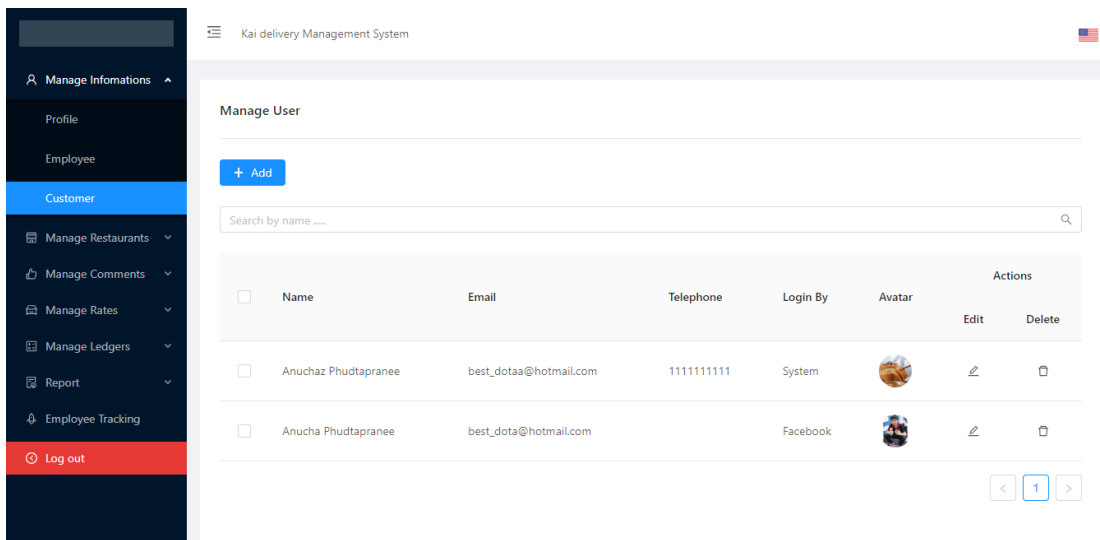 Kai delivery Management System
Manage Infomations
Profile
Employee
Customer
Manage Restaurants
Manage Comments
Manage Rates
Manage Ledgers
Report
Employee Tracking
Log out
Manage User
+ Add
Search by name .....
Name Email Telephone Login By Avatar Actions
Edit Delete
Anuchaz Phudtapranee best_dotaa@hotmail.com 1111111111 System
Anucha Phudtapranee best_dota@hotmail.com Facebook
< 1 >